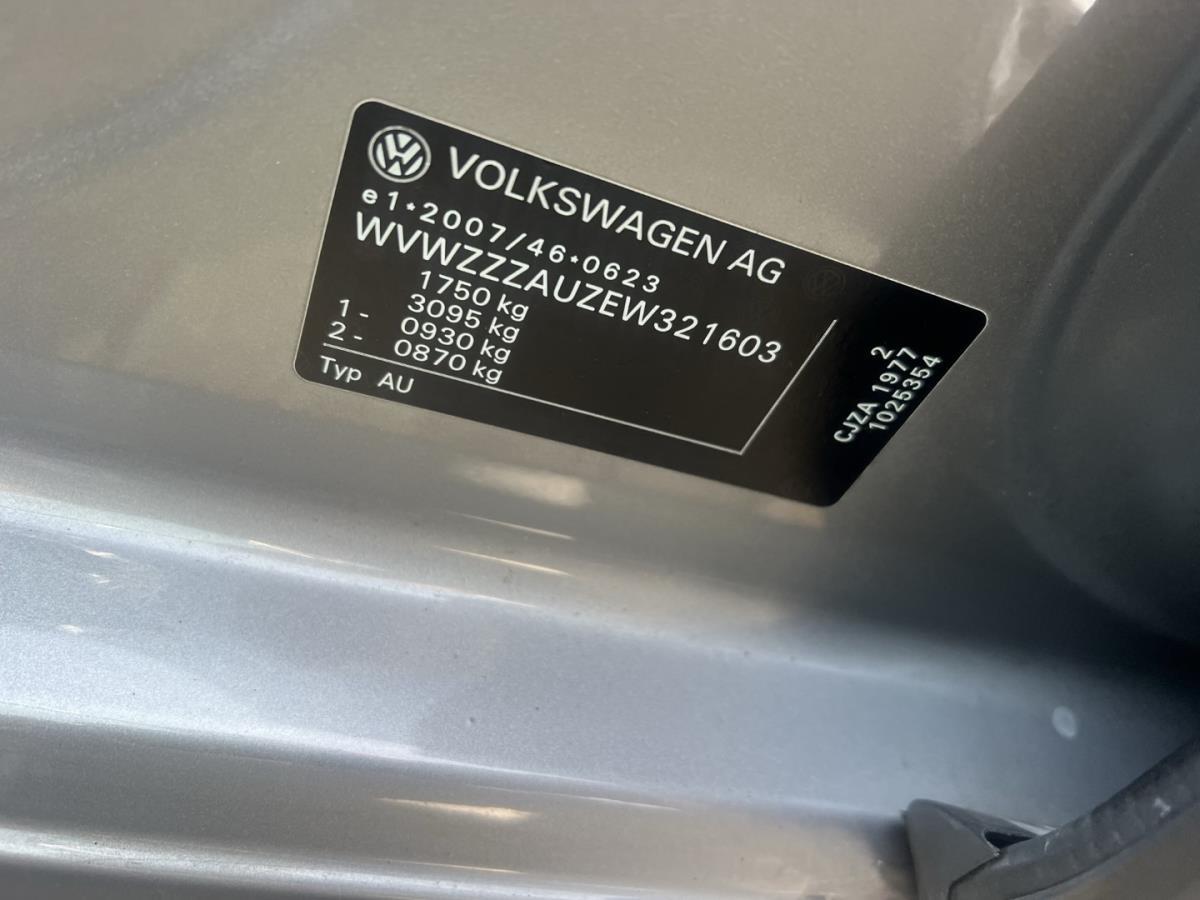 VOLKSWAGEN AG
e1*2007/46*0623
WVWZZZAUZEW321603
1750 kg
3095 kg
1- 0930 kg
2- 0870 kg
Typ AU
2
CJZA 1977
1025354